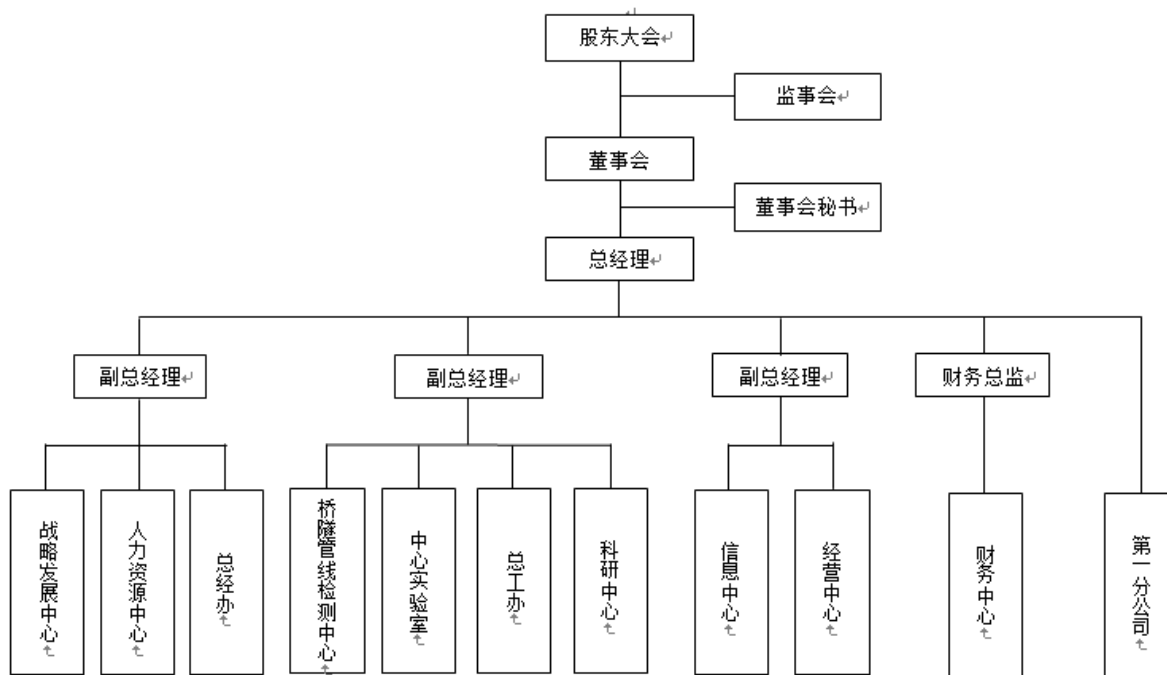 股东大会
监事会
董事会
董事会秘书
总经理
副总经理
副总经理
副总经理
财务总监
战略发展中心
人力资源中心
总经办
桥隧管线检测中心
中心实验室
总工办
科研中心
信息中心
经营中心
财务中心
第一分公司